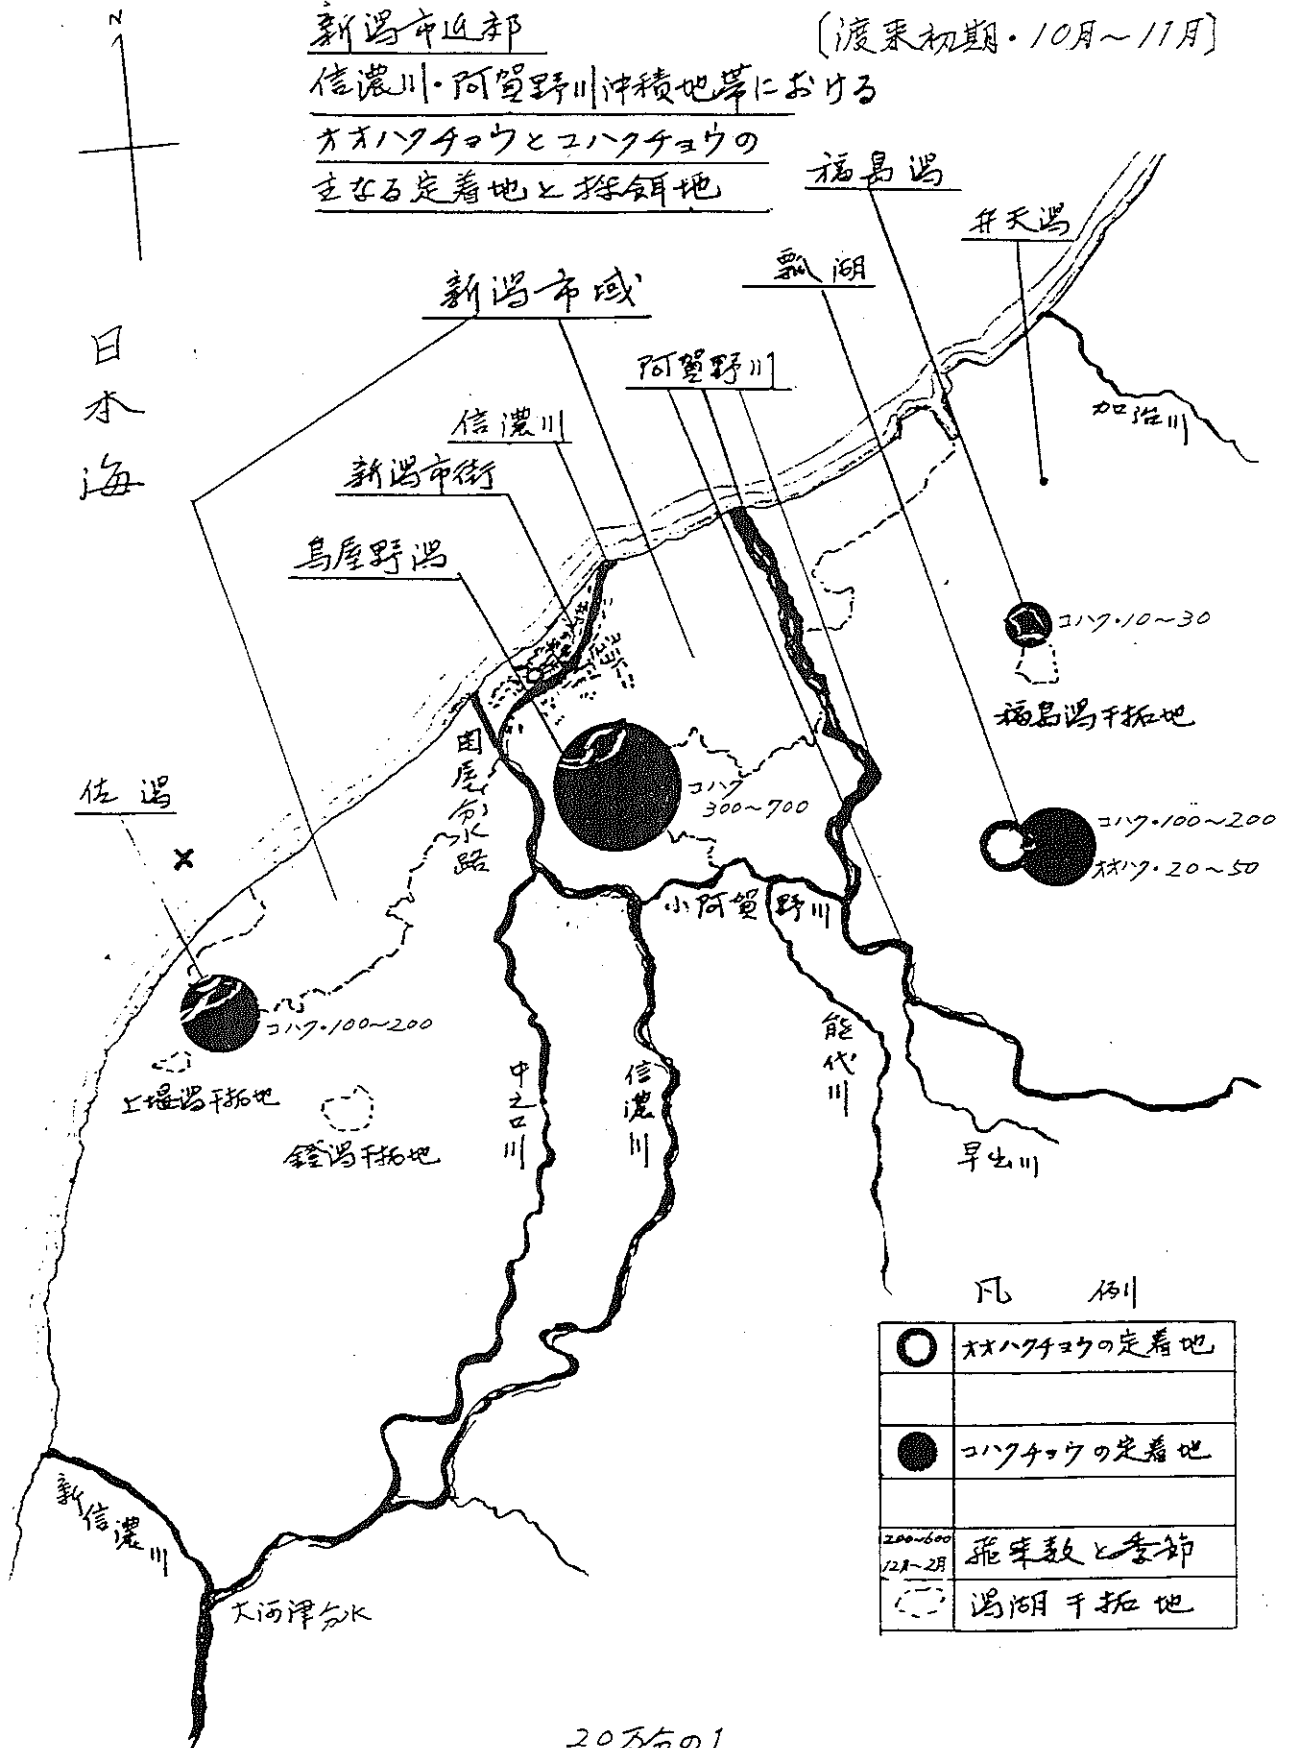 N
新潟市近郊
〔渡来初期・10月～11月〕
信濃川・阿賀野川沖積地帯における
オオハクチョウとコハクチョウの
主なる定着地と採餌地
福島潟
弁天潟
瓢湖
新潟市域
日本海
阿賀野川
加治川
信濃川
新潟市街
鳥屋野潟
コハク・10～30
福島潟干拓地
関屋分水路
佐潟
コハク
300～700
コハク・100～200
オオハク・20～50
小阿賀野川
コハク・100～200
上堰潟干拓地
鎧潟干拓地
中之口川
信濃川
能代川
早出川
凡例
オオハクチョウの定着地
コハクチョウの定着地
200～600
12月～2月
飛来数と季節
潟湖干拓地
新信濃川
大河津分水
20万分の1